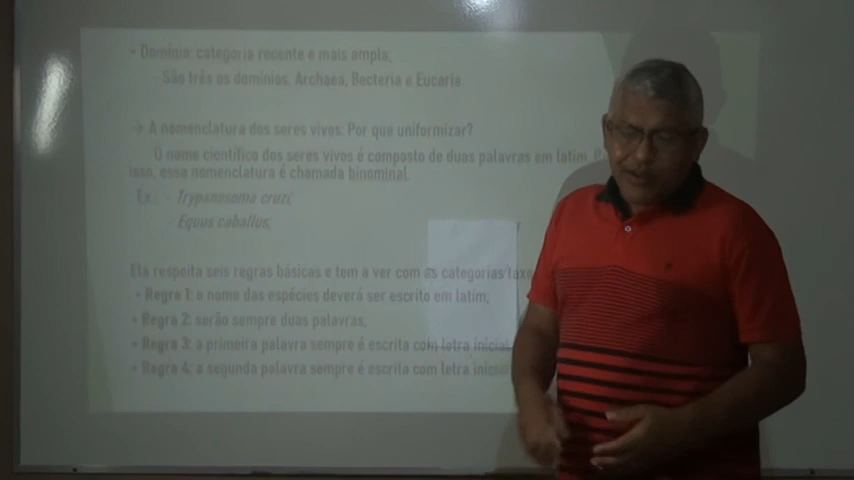 - Domínio: categoria recente e mais ampla;
São três os domínios, Archaea, Becteria e Eucaria
→ A nomenclatura dos seres vivos: Por que uniformizar?
O nome científico dos seres vivos é composto de duas palavras em latim.
isso, essa nomenclatura é chamada binominal.
Ex.: - Trypanosoma cruzi;
Equus caballus;
Ela respeita seis regras básicas e tem a ver com as categorias
- Regra 1: o nome das espécies deverá ser escrito em latim;
- Regra 2: serão sempre duas palavras;
- Regra 3: a primeira palavra sempre é escrita com letra inicial
- Regra 4: a segunda palavra sempre é escrita com letra inicial